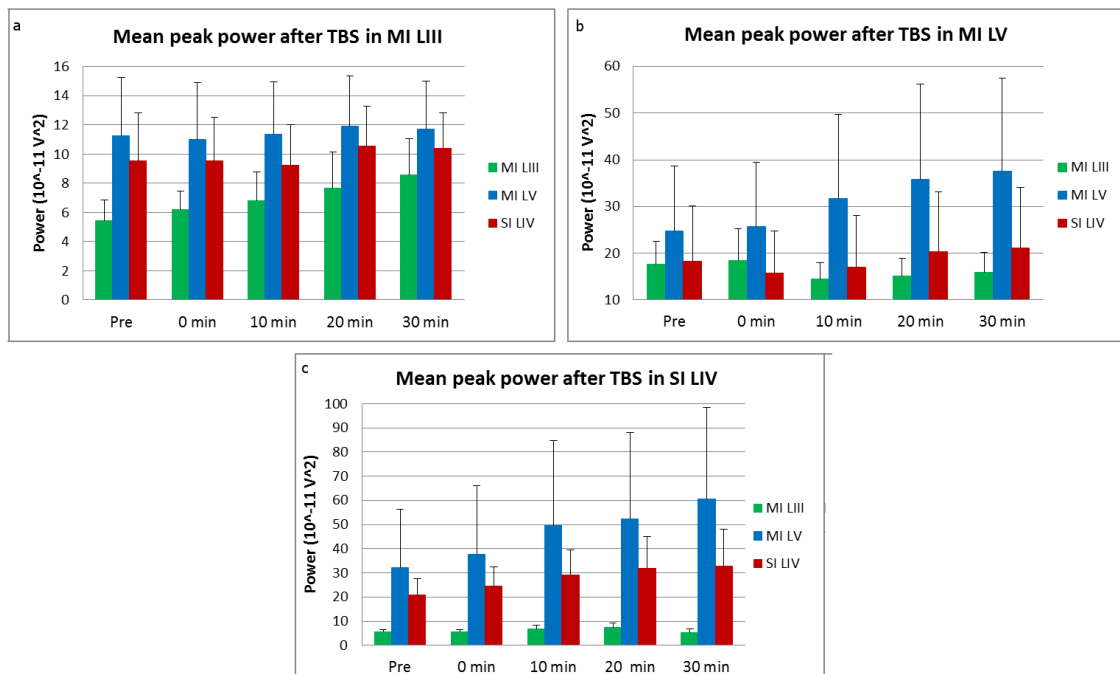 a
Mean peak power after TBS in MI LIII
Power (10^-11 V^2)
16
14
12
10
8
6
4
2
0
Pre 0 min 10 min 20 min 30 min
MI LIII
MI LV
SI LIV
b
Mean peak power after TBS in MI LV
Power (10^-11 V^2)
60
50
40
30
20
10
Pre 0 min 10 min 20 min 30 min
MI LIII
MI LV
SI LIV
c
Mean peak power after TBS in SI LIV
Power (10^-11 V^2)
100
90
80
70
60
50
40
30
20
10
0
Pre 0 min 10 min 20 min 30 min
MI LIII
MI LV
SI LIV